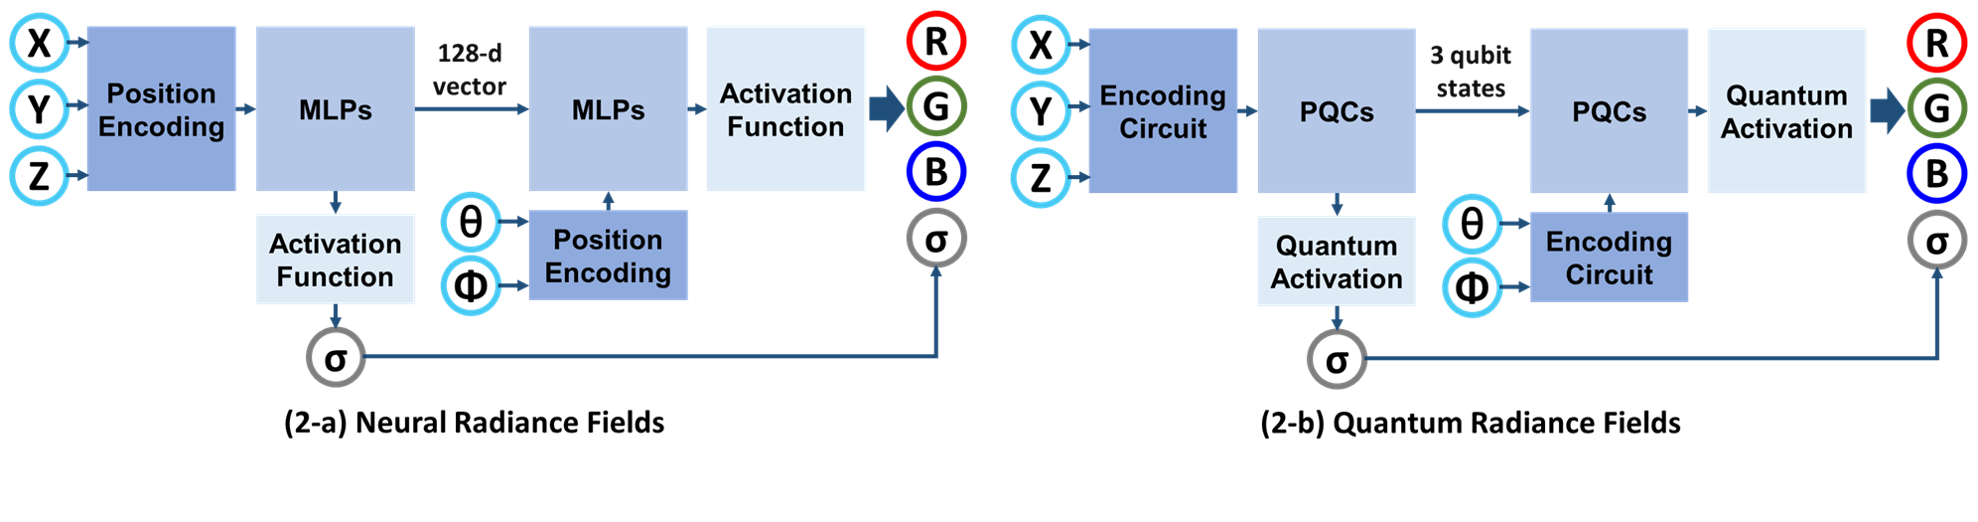 X
Y
Z
Position
Encoding
MLPs
128-d
vector
MLPs
Activation
Function
R
G
B
σ
Activation
Function
θ
Φ
Position
Encoding
σ
(2-a) Neural Radiance Fields
X
Y
Z
Encoding
Circuit
PQCs
3 qubit
states
PQCs
Quantum
Activation
R
G
B
σ
Quantum
Activation
θ
Φ
Encoding
Circuit
σ
(2-b) Quantum Radiance Fields